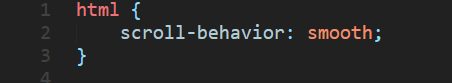 1 html {
2     scroll-behavior: smooth;
3 }
4